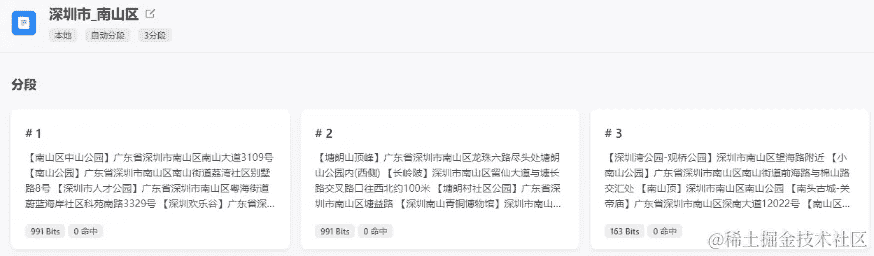 深圳市_南山区
本地 自动分段 3分段
分段
# 1
【南山区中山公园】广东省深圳市南山区南山大道3109号
【南山公园】广东省深圳市南山区南山街道荔湾社区别墅
路8号 【深圳市人才公园】广东省深圳市南山区粤海街道
蔚蓝海岸社区科苑南路3329号 【深圳欢乐谷】广东省深...
991 Bits 0 命中
# 2
【塘朗山顶峰】广东省深圳市南山区龙珠六路尽头处塘朗
山公园内(西侧) 【长岭陂】深圳市南山区留仙大道与塘长
路交叉路口往西北约100米 【塘朗村社区公园】广东省深
圳市南山区塘益路 【深圳南山青铜博物馆】深圳市南山...
991 Bits 0 命中
# 3
【深圳湾公园-观桥公园】深圳市南山区望海路附近 【小
南山公园】广东省深圳市南山区南山街道前海路与棉山路
交汇处 【南山顶】深圳市南山区南山公园 【南头古城-关
帝庙】广东省深圳市南山区深南大道12022号 【南山区...
163 Bits 0 命中
@稀土掘金技术社区